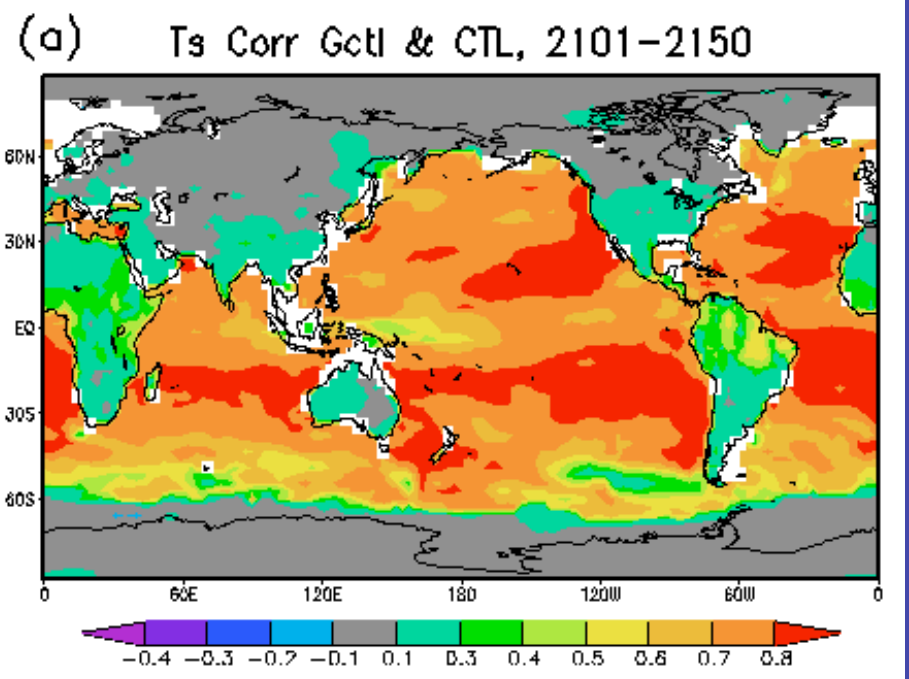 (a) Ts Corr Gctl & CTL, 2101-2150
60N
30N
EQ
30S
60S
0 60E 120E 180 120W 60W 0
-0.4 -0.3 -0.2 -0.1 0.1 0.3 0.4 0.5 0.6 0.7 0.8